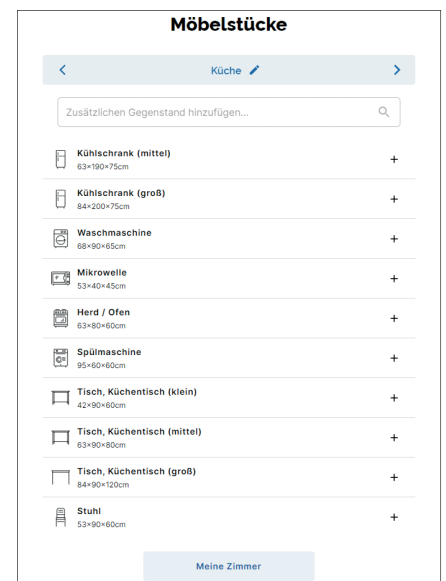 Möbelstücke
Küche
Zusätzlichen Gegenstand hinzufügen...
Kühlschrank (mittel)
63×190×75cm
Kühlschrank (groß)
84×200×75cm
Waschmaschine
68×90×65cm
Mikrowelle
53×40×45cm
Herd / Ofen
63×80×60cm
Spülmaschine
95×60×60cm
Tisch, Küchentisch (klein)
42×90×60cm
Tisch, Küchentisch (mittel)
63×90×80cm
Tisch, Küchentisch (groß)
84×90×120cm
Stuhl
53×90×60cm
Meine Zimmer